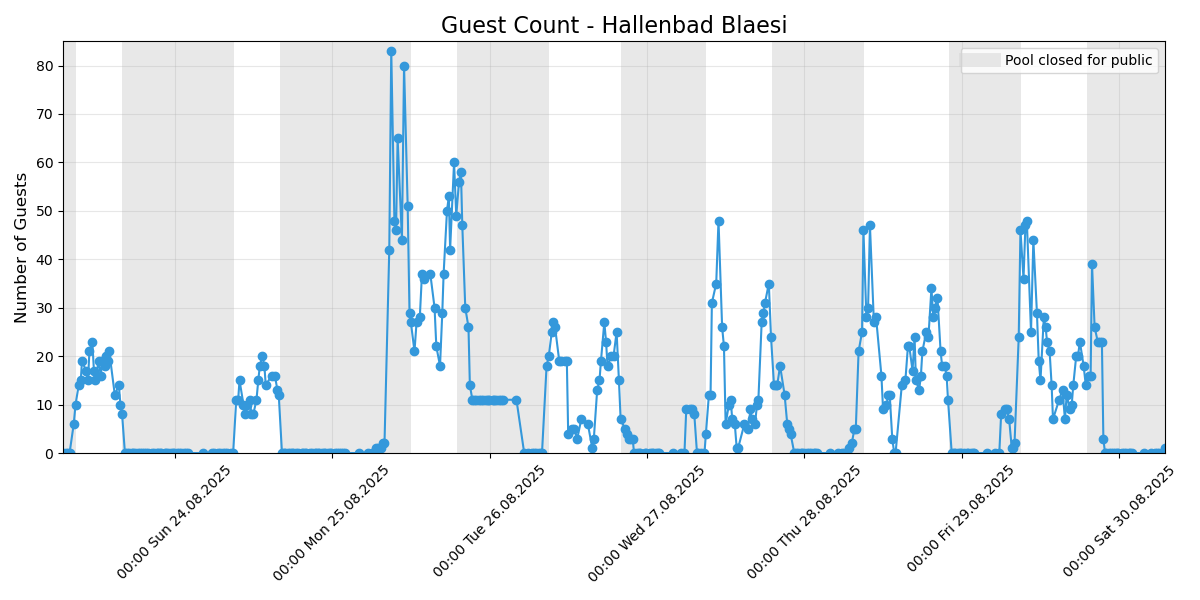 Guest Count - Hallenbad Blaesi
Pool closed for public
Number of Guests
80
70
60
50
40
30
20
10
0
00:00 Sun 24.08.2025
00:00 Mon 25.08.2025
00:00 Tue 26.08.2025
00:00 Wed 27.08.2025
00:00 Thu 28.08.2025
00:00 Fri 29.08.2025
00:00 Sat 30.08.2025